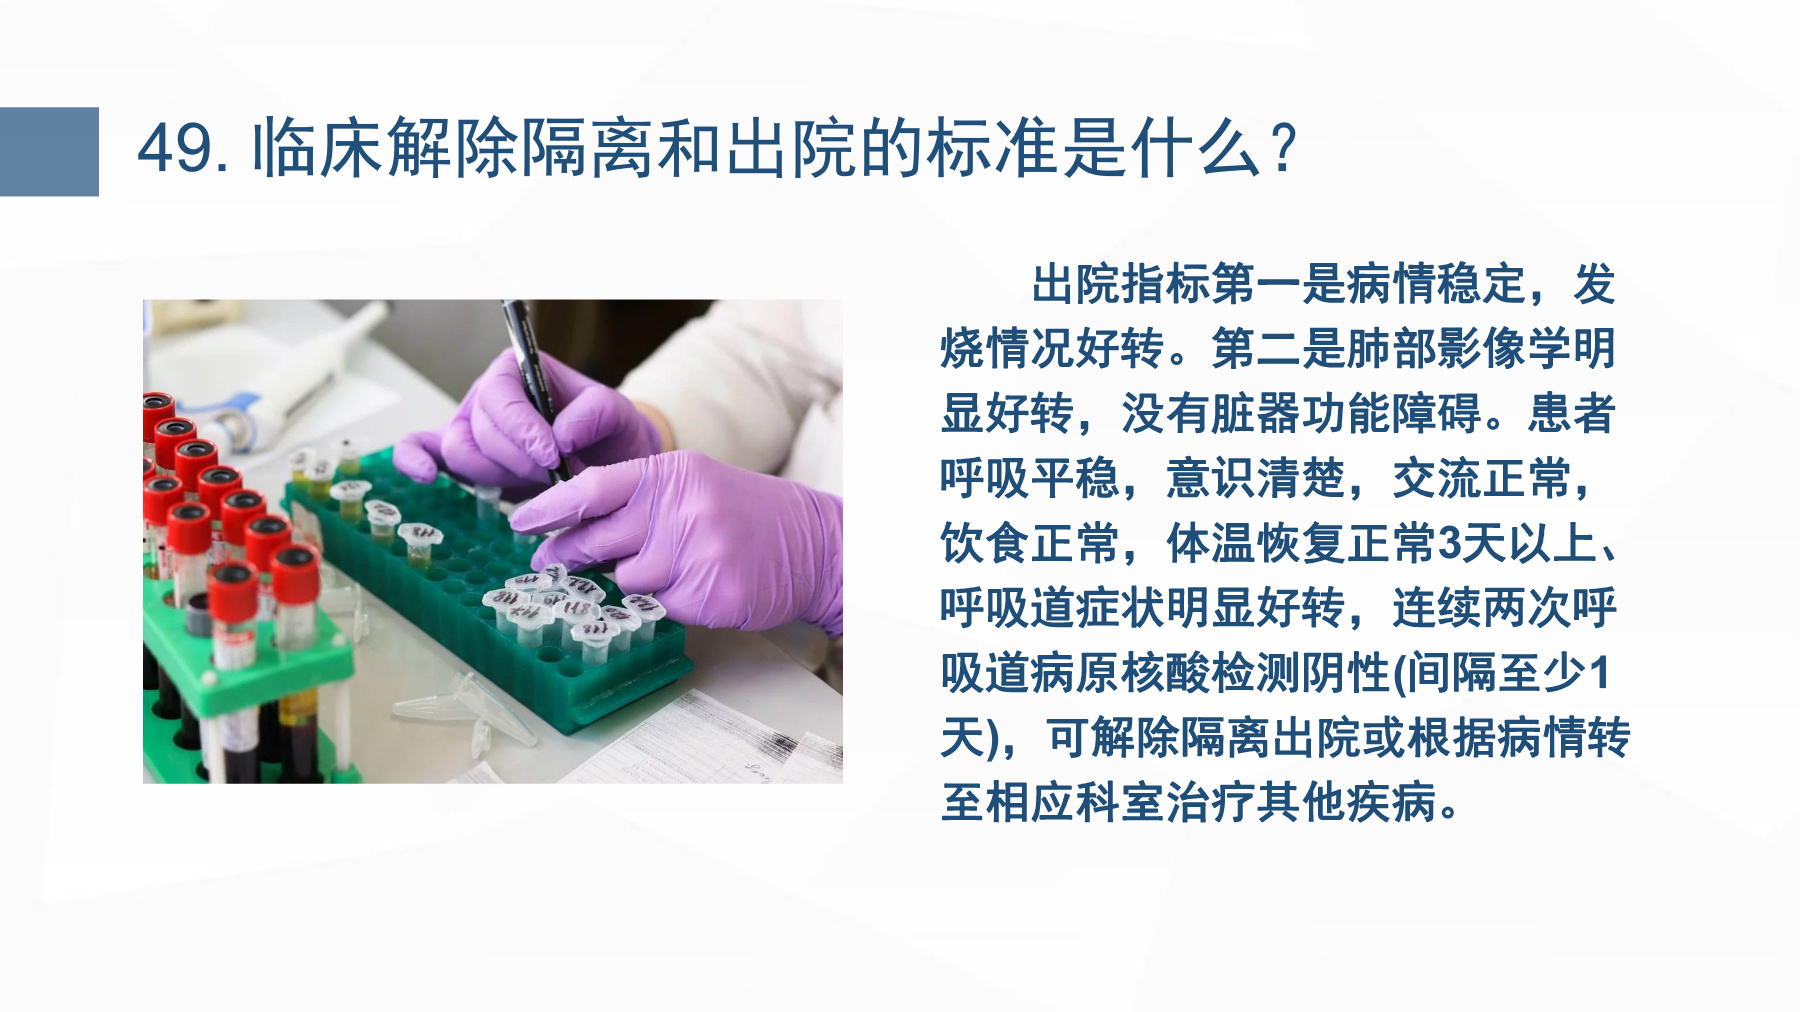 49. 临床解除隔离和出院的标准是什么？
出院指标第一是病情稳定，发
烧情况好转。第二是肺部影像学明
显好转，没有脏器功能障碍。患者
呼吸平稳，意识清楚，交流正常，
饮食正常，体温恢复正常3天以上、
呼吸道症状明显好转，连续两次呼
吸道病原核酸检测阴性(间隔至少1
天)，可解除隔离出院或根据病情转
至相应科室治疗其他疾病。